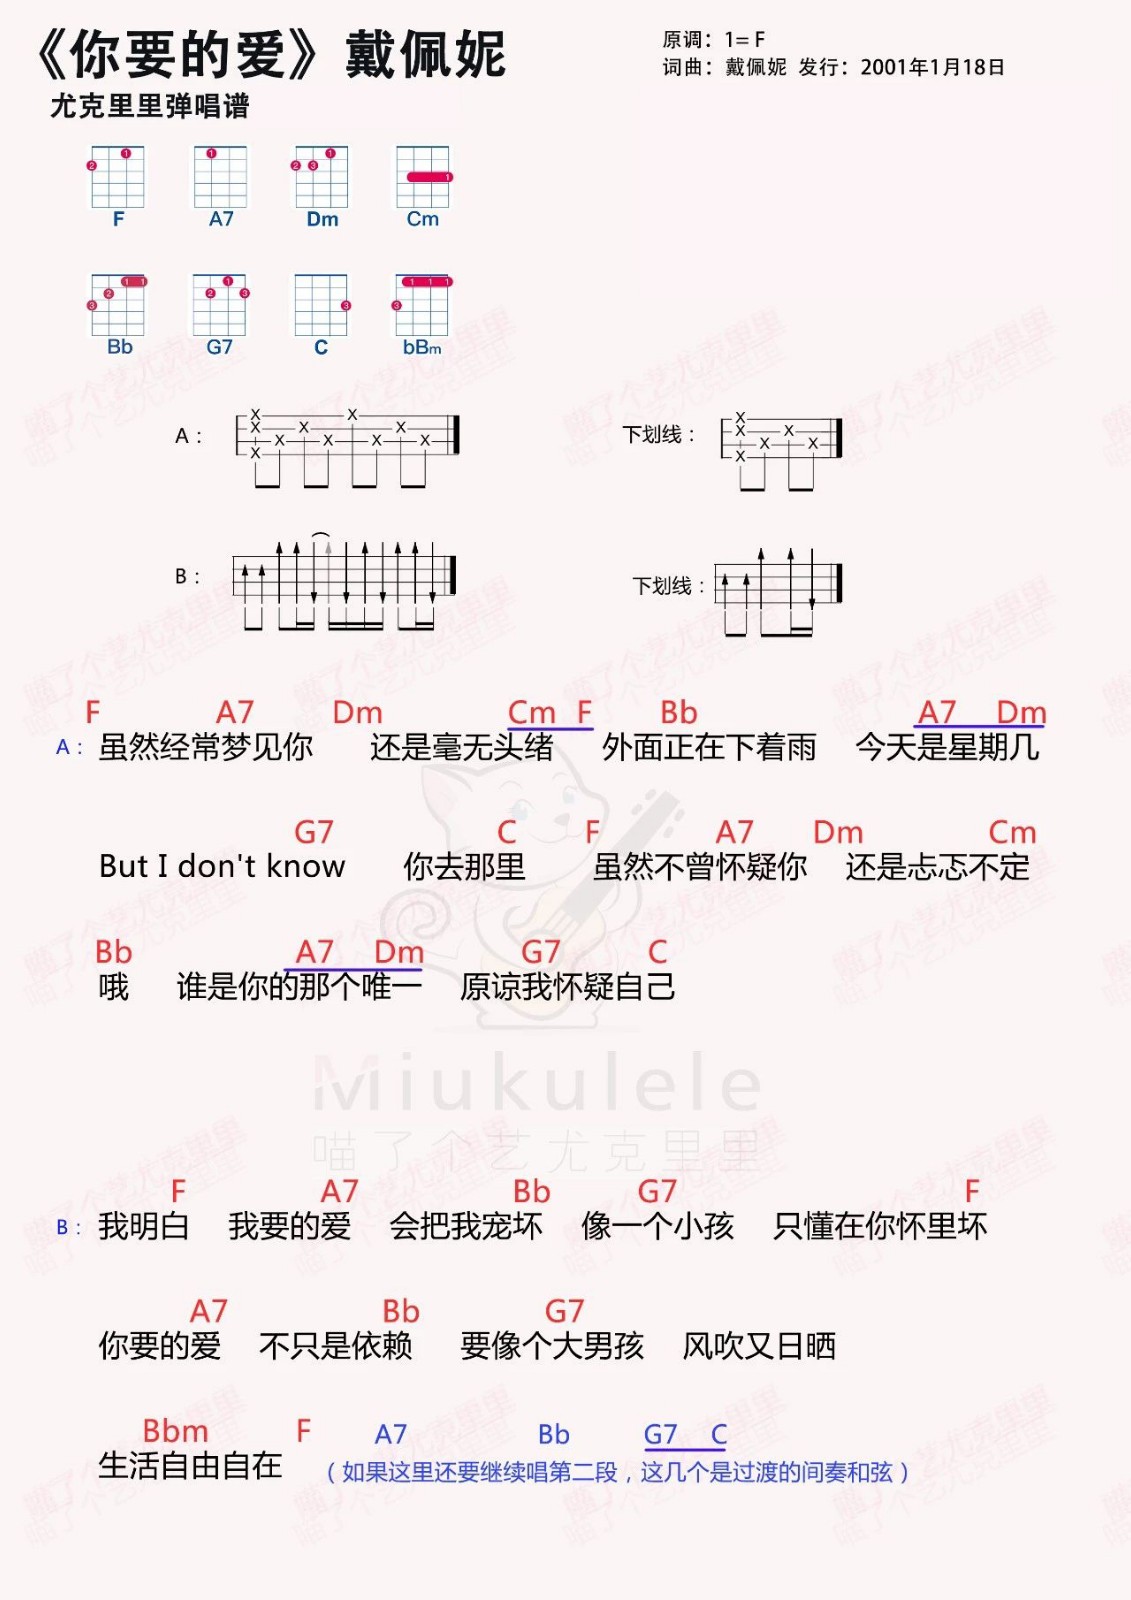 《你要的爱》戴佩妮
原调：1= F
词曲：戴佩妮 发行：2001年1月18日
尤克里里弹唱谱
F A7 Dm Cm
Bb G7 C bBm
A： 下划线：
B： 下划线：
F A7 Dm Cm F Bb A7 Dm
A： 虽然经常梦见你 还是毫无头绪 外面正在下着雨 今天是星期几
G7 C F A7 Dm Cm
But I don't know 你去那里 虽然不曾怀疑你 还是忐忑不定
Bb A7 Dm G7 C
哦 谁是你的那个唯一 原谅我怀疑自己
Miukulele
喵了个艺尤克里里
F A7 Bb G7 F
B： 我明白 我要的爱 会把我宠坏 像一个小孩 只懂在你怀里坏
A7 Bb G7
你要的爱 不只是依赖 要像个大男孩 风吹又日晒
Bbm F A7 Bb G7 C
生活自由自在 （如果这里还要继续唱第二段，这几个是过渡的间奏和弦）